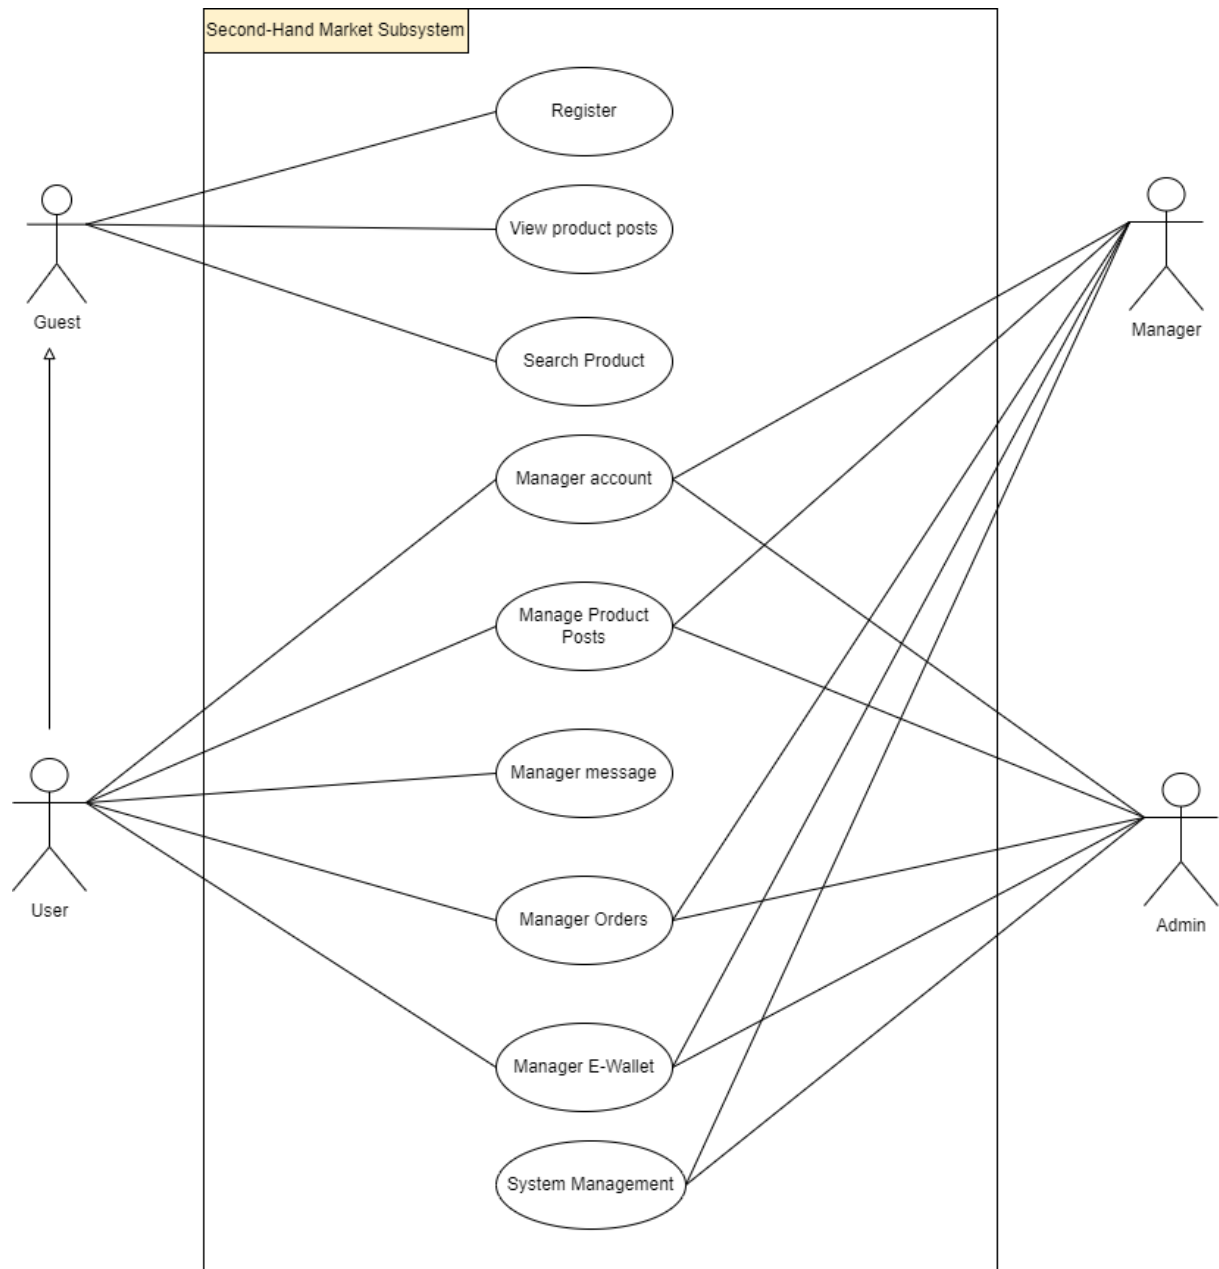 Second-Hand Market Subsystem
Register
View product posts
Search Product
Guest
Manager
Manager account
Manage Product
Posts
Manager message
User
Manager Orders
Admin
Manager E-Wallet
System Management